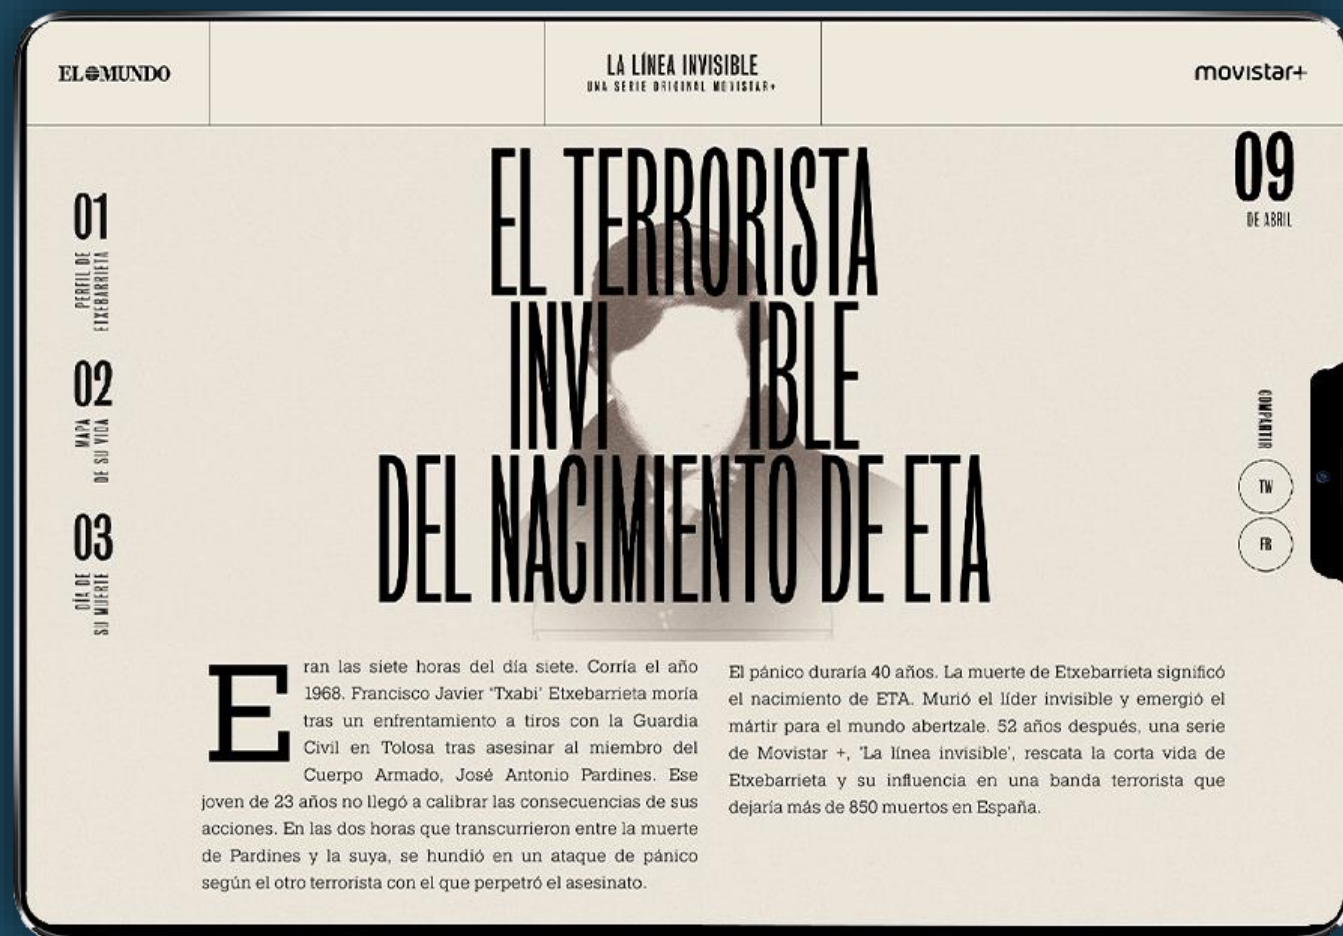 EL MUNDO
LA LÍNEA INVISIBLE
UNA SERIE ORIGINAL MOVISTAR+
movistar+
09
DE ABRIL
01
PERFIL DE
ETXEBARRIETA
02
MAPA
DE SU VIDA
03
DÍA DE
SU MUERTE
EL TERRORISTA
INVI IBLE
DEL NACIMIENTO DE ETA
COMPARTIR
TW
FB
Eran las siete horas del día siete. Corría el año
1968. Francisco Javier 'Txabi' Etxebarrieta moría
tras un enfrentamiento a tiros con la Guardia
Civil en Tolosa tras asesinar al miembro del
Cuerpo Armado, José Antonio Pardines. Ese
joven de 23 años no llegó a calibrar las consecuencias de sus
acciones. En las dos horas que transcurrieron entre la muerte
de Pardines y la suya, se hundió en un ataque de pánico
según el otro terrorista con el que perpetró el asesinato.
El pánico duraría 40 años. La muerte de Etxebarrieta significó
el nacimiento de ETA. Murió el líder invisible y emergió el
mártir para el mundo abertzale. 52 años después, una serie
de Movistar +, 'La línea invisible', rescata la corta vida de
Etxebarrieta y su influencia en una banda terrorista que
dejaría más de 850 muertos en España.